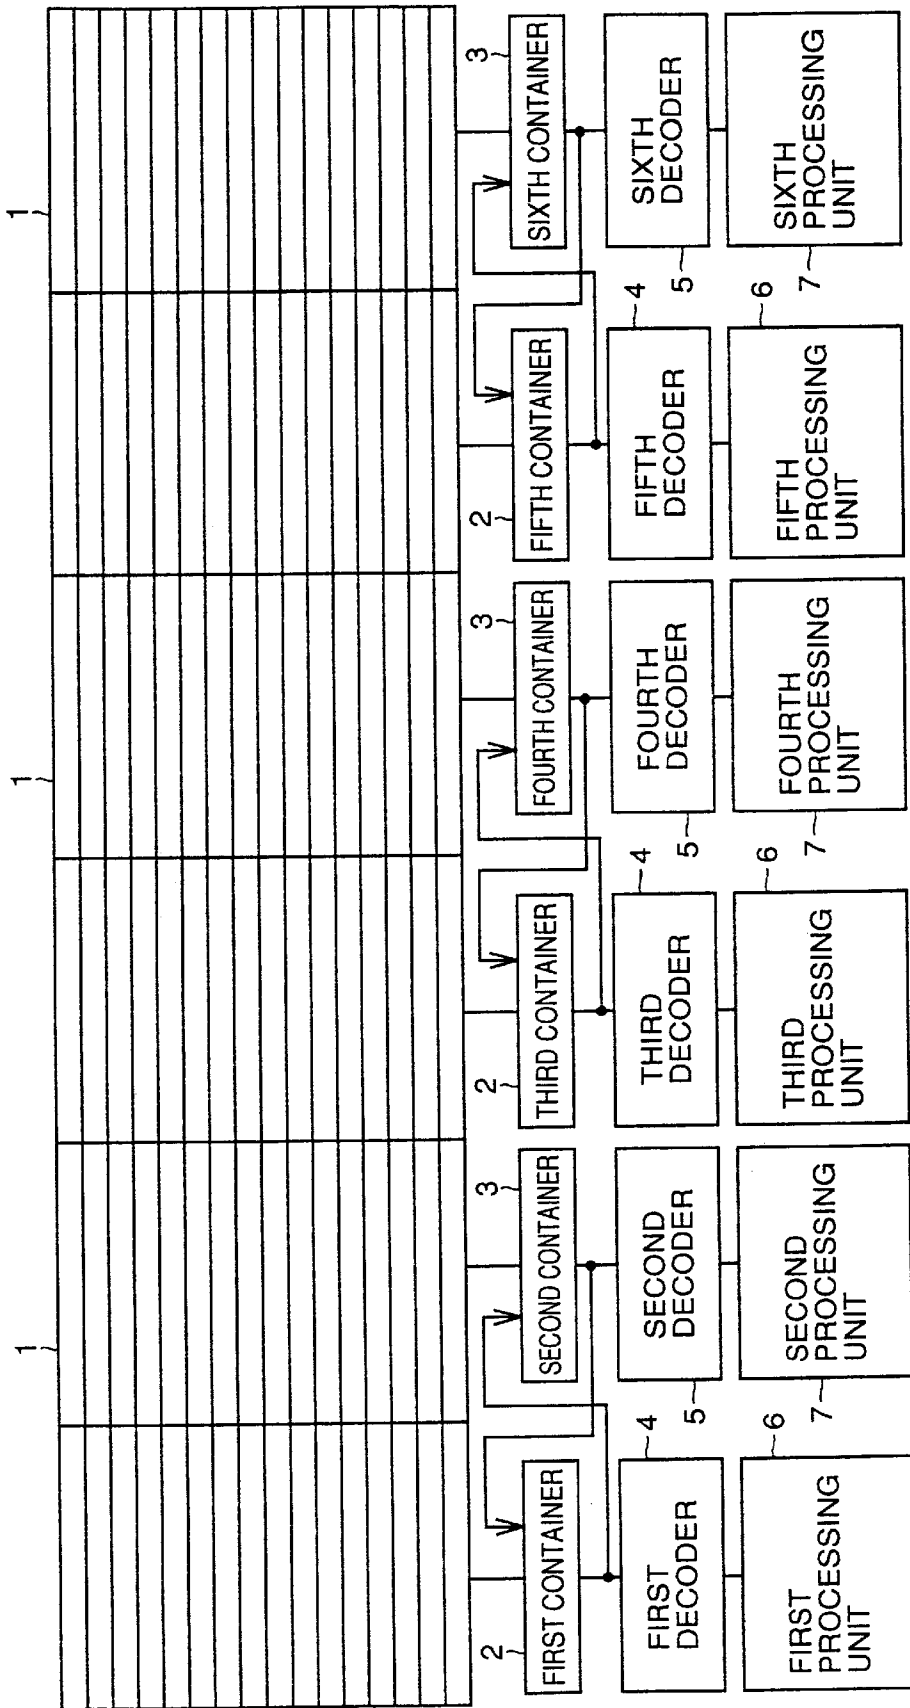 1
1
1
2
FIRST CONTAINER
3
SECOND CONTAINER
2
THIRD CONTAINER
3
FOURTH CONTAINER
2
FIFTH CONTAINER
3
SIXTH CONTAINER
FIRST
DECODER
4
SECOND
DECODER
5
THIRD
DECODER
4
FOURTH
DECODER
5
FIFTH
DECODER
4
SIXTH
DECODER
5
FIRST
PROCESSING
UNIT
6
SECOND
PROCESSING
UNIT
7
THIRD
PROCESSING
UNIT
6
FOURTH
PROCESSING
UNIT
7
FIFTH
PROCESSING
UNIT
6
SIXTH
PROCESSING
UNIT
7